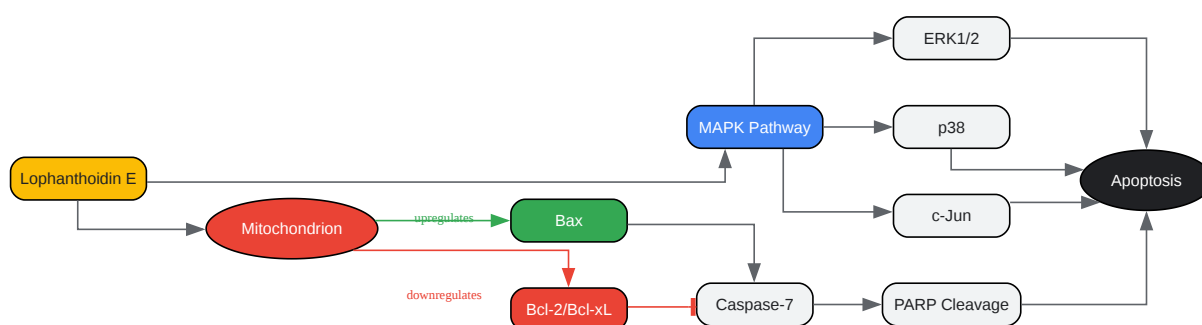 ERK1/2
MAPK Pathway
p38
Lophanthoidin E
Apoptosis
upregulates
Bax
c-Jun
Mitochondrion
downregulates
Bcl-2/Bcl-xL
Caspase-7
PARP Cleavage